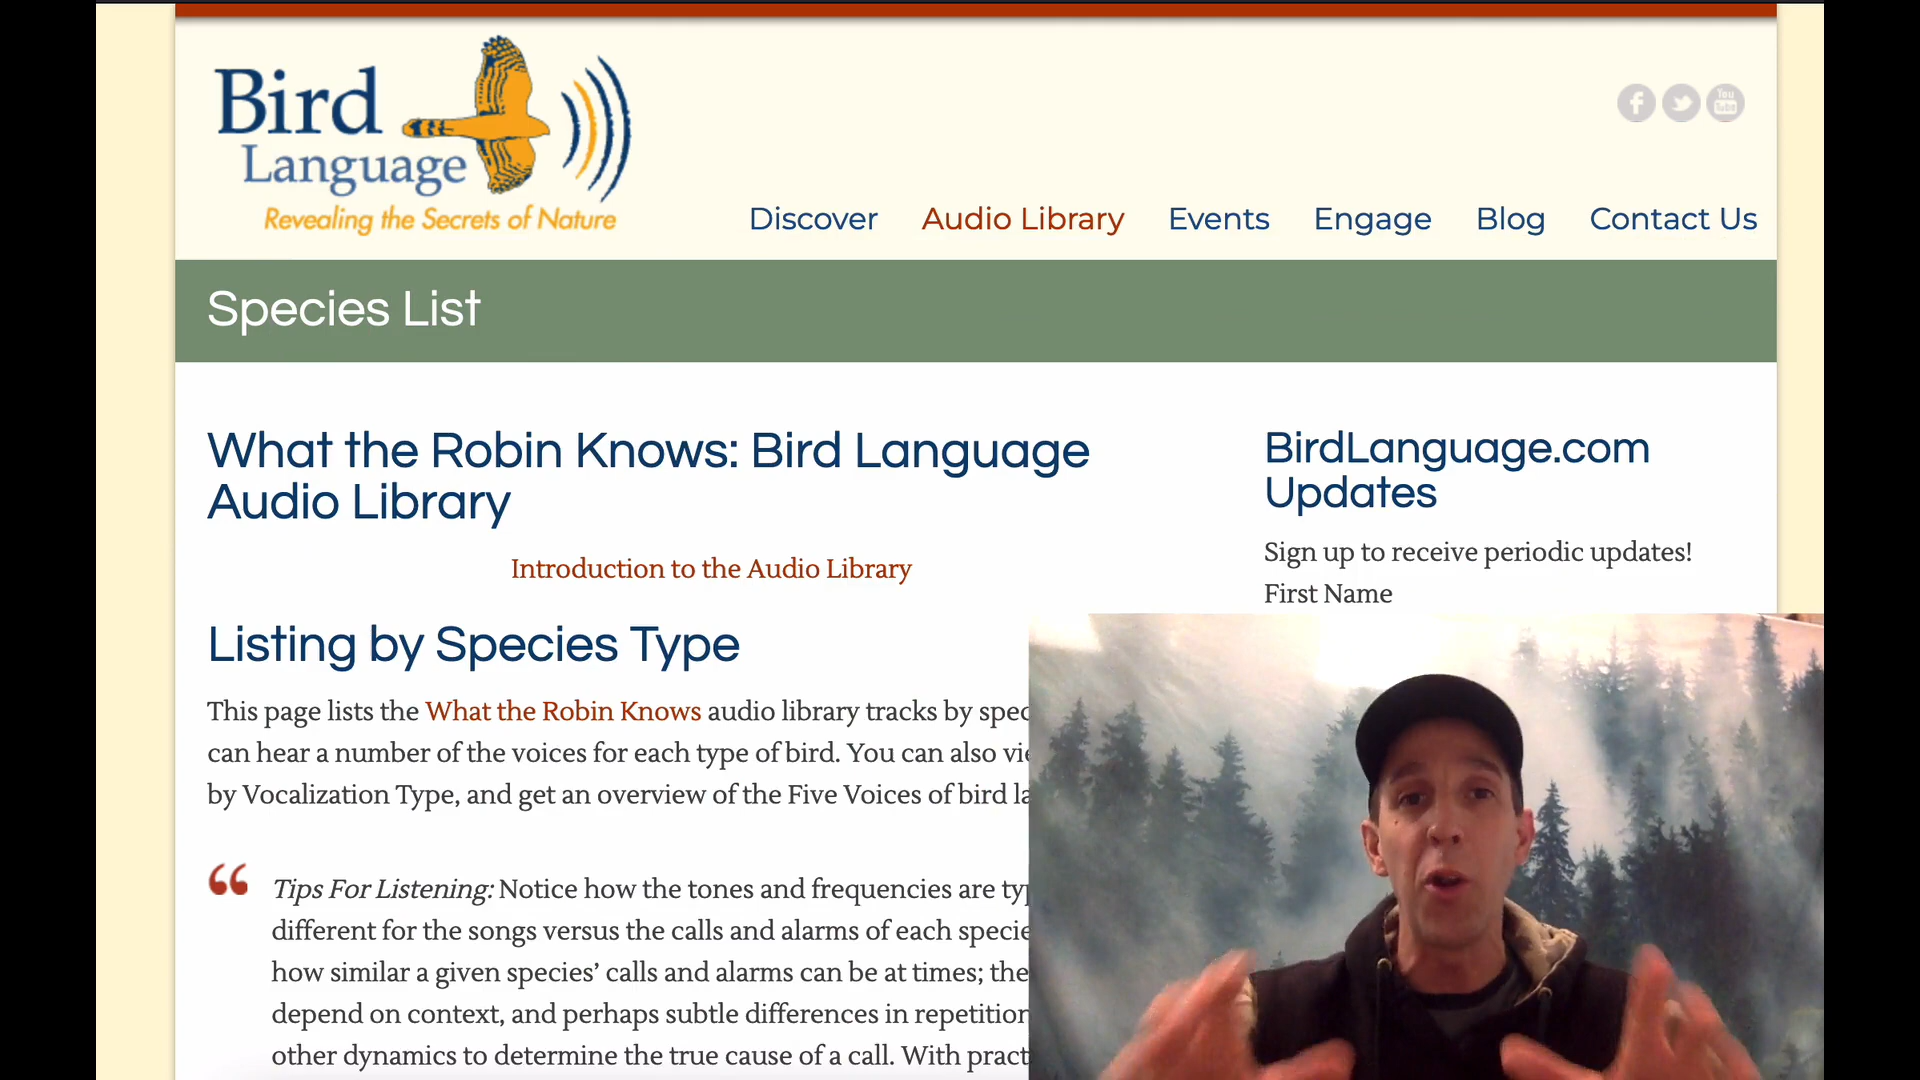 Bird
Language
Revealing the Secrets of Nature
You
Tube
Discover Audio Library Events Engage Blog Contact Us
Species List
What the Robin Knows: Bird Language
Audio Library
Introduction to the Audio Library
Listing by Species Type
This page lists the What the Robin Knows audio library tracks by spec
can hear a number of the voices for each type of bird. You can also vie
by Vocalization Type, and get an overview of the Five Voices of bird la
“ Tips For Listening: Notice how the tones and frequencies are typ
different for the songs versus the calls and alarms of each specie
how similar a given species’ calls and alarms can be at times; the
depend on context, and perhaps subtle differences in repetition
other dynamics to determine the true cause of a call. With pract
BirdLanguage.com
Updates
Sign up to receive periodic updates!
First Name